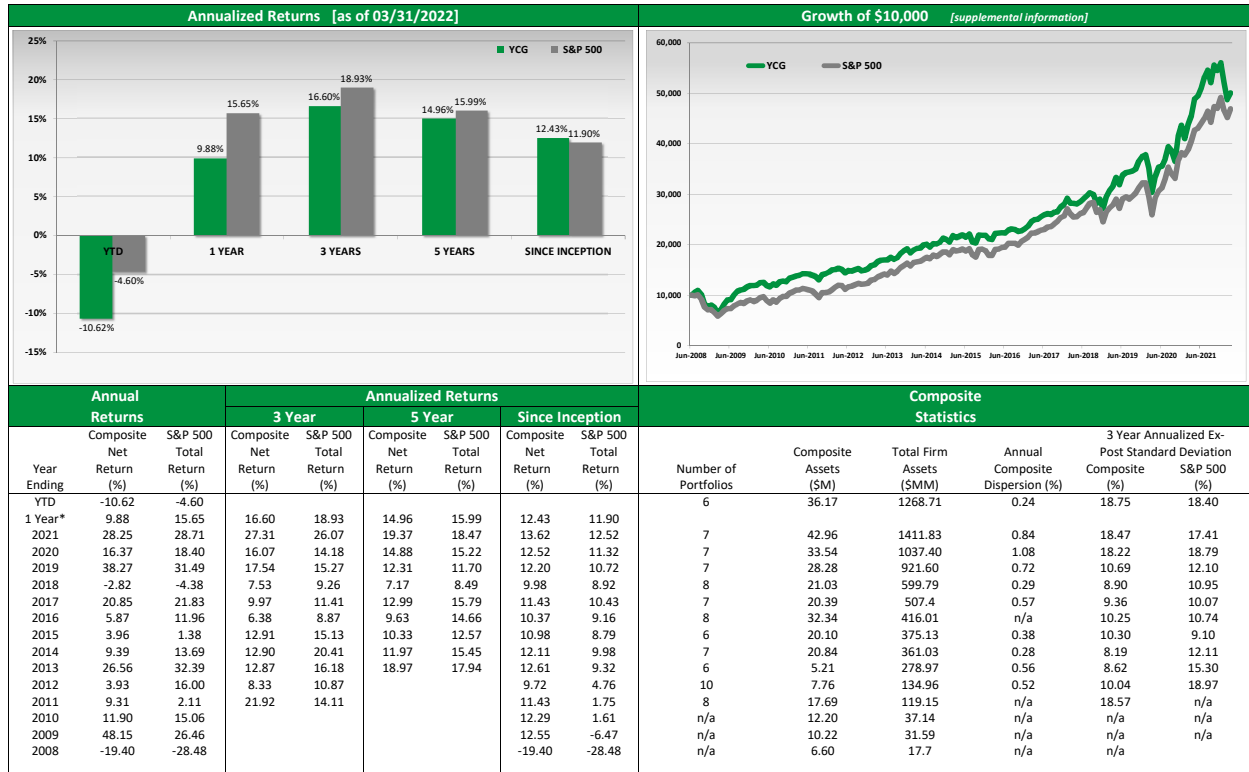 Annualized Returns [as of 03/31/2022]
25%
20%
15%
10%
5%
0%
-5%
-10%
-15%
YCG S&P 500
-10.62%
-4.60%
9.88%
15.65%
16.60%
18.93%
14.96%
15.99%
12.43%
11.90%
YTD 1 YEAR 3 YEARS 5 YEARS SINCE INCEPTION
Growth of $10,000 [supplemental information]
60,000
50,000
40,000
30,000
20,000
10,000
0
YCG S&P 500
Jun-2008 Jun-2009 Jun-2010 Jun-2011 Jun-2012 Jun-2013 Jun-2014 Jun-2015 Jun-2016 Jun-2017 Jun-2018 Jun-2019 Jun-2020 Jun-2021
Annual Annualized Returns Composite
Returns 3 Year 5 Year Since Inception Statistics
Composite S&P 500 Composite S&P 500 Composite S&P 500 Composite S&P 500 3 Year Annualized Ex-
Net Total Net Total Net Total Net Total Composite Total Firm Annual Post Standard Deviation
Year Return Return Return Return Return Return Return Return Number of Assets Assets Composite Composite S&P 500
Ending (%) (%) (%) (%) (%) (%) (%) (%) Portfolios ($M) ($MM) Dispersion (%) (%) (%)
YTD -10.62 -4.60 6 36.17 1268.71 0.24 18.75 18.40
1 Year* 9.88 15.65 16.60 18.93 14.96 15.99 12.43 11.90
2021 28.25 28.71 27.31 26.07 19.37 18.47 13.62 12.52 7 42.96 1411.83 0.84 18.47 17.41
2020 16.37 18.40 16.07 14.18 14.88 15.22 12.52 11.32 7 33.54 1037.40 1.08 18.22 18.79
2019 38.27 31.49 17.54 15.27 12.31 11.70 12.20 10.72 7 28.28 921.60 0.72 10.69 12.10
2018 -2.82 -4.38 7.53 9.26 7.17 8.49 9.98 8.92 8 21.03 599.79 0.29 8.90 10.95
2017 20.85 21.83 9.97 11.41 12.99 15.79 11.43 10.43 7 20.39 507.4 0.57 9.36 10.07
2016 5.87 11.96 6.38 8.87 9.63 14.66 10.37 9.16 8 32.34 416.01 n/a 10.25 10.74
2015 3.96 1.38 12.91 15.13 10.33 12.57 10.98 8.79 6 20.10 375.13 0.38 10.30 9.10
2014 9.39 13.69 12.90 20.41 11.97 15.45 12.11 9.98 7 20.84 361.03 0.28 8.19 12.11
2013 26.56 32.39 12.87 16.18 18.97 17.94 12.61 9.32 6 5.21 278.97 0.56 8.62 15.30
2012 3.93 16.00 8.33 10.87 9.72 4.76 10 7.76 134.96 0.52 10.04 18.97
2011 9.31 2.11 21.92 14.11 11.43 1.75 8 17.69 119.15 n/a 18.57 n/a
2010 11.90 15.06 12.29 1.61 n/a 12.20 37.14 n/a n/a n/a
2009 48.15 26.46 12.55 -6.47 n/a 10.22 31.59 n/a n/a n/a
2008 -19.40 -28.48 -19.40 -28.48 n/a 6.60 17.7 n/a n/a